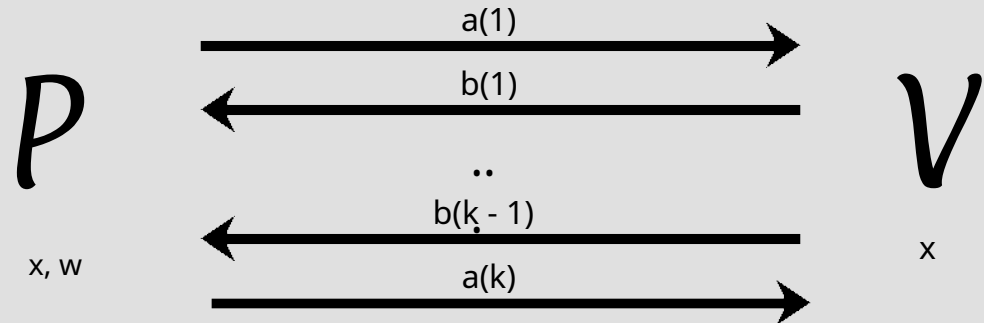 a(1)
P
V
b(1)
...
b(k - 1)
x, w
x
a(k)